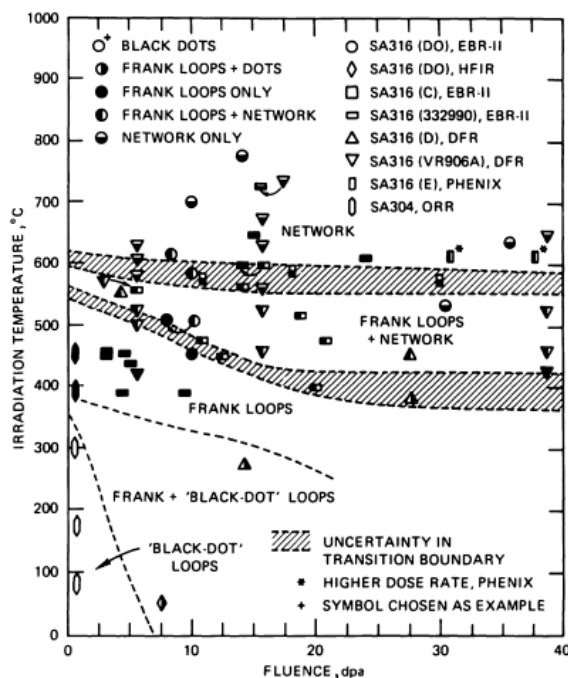 1000
900
800
700
600
500
400
300
200
100
0
IRRADIATION TEMPERATURE, °C
+ BLACK DOTS
FRANK LOOPS + DOTS
FRANK LOOPS ONLY
FRANK LOOPS + NETWORK
NETWORK ONLY
SA316 (DO), EBR-II
SA316 (DO), HFIR
SA316 (C), EBR-II
SA316 (332990), EBR-II
SA316 (D), DFR
SA316 (VR906A), DFR
SA316 (E), PHENIX
SA304, ORR
NETWORK
*
*
FRANK LOOPS
+ NETWORK
FRANK LOOPS
FRANK + 'BLACK-DOT' LOOPS
'BLACK-DOT'
LOOPS
UNCERTAINTY IN
TRANSITION BOUNDARY
* HIGHER DOSE RATE, PHENIX
+ SYMBOL CHOSEN AS EXAMPLE
0 10 20 30 40
FLUENCE, dpa